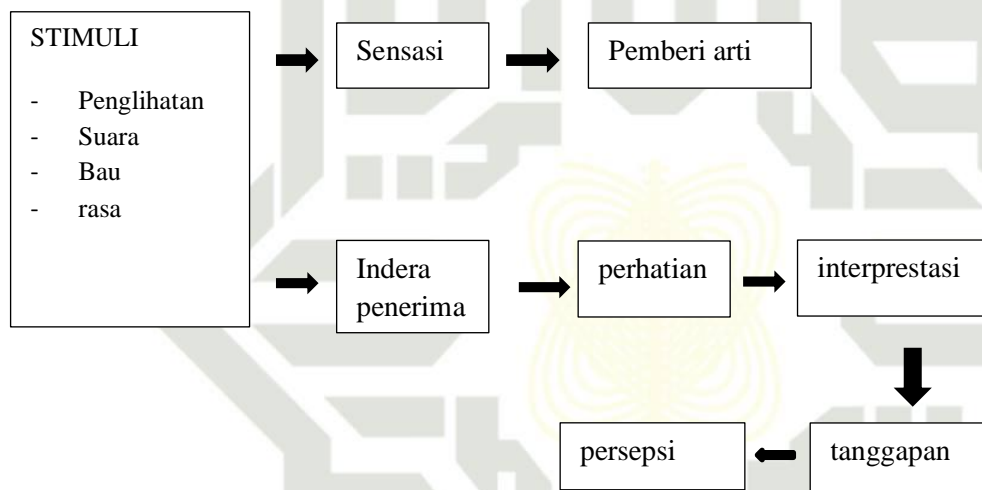 STIMULI
- Penglihatan
- Suara
- Bau
- rasa
Sensasi
Pemberi arti
Indera
penerima
perhatian
interprestasi
tanggapan
persepsi